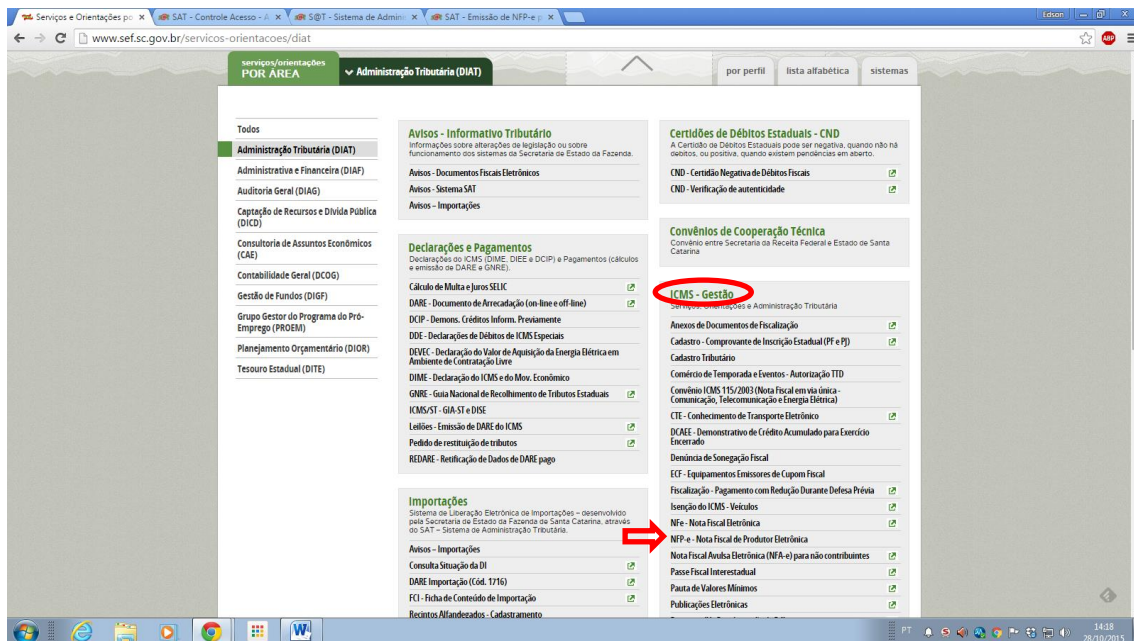 Serviços e Orientações po
SAT - Controle Acesso - A
S@T - Sistema de Admini
SAT - Emissão de NFP-e p
Edson
www.sef.sc.gov.br/servicos-orientacoes/diat
ABP
serviços/orientações
POR ÁREA
Administração Tributária (DIAT)
por perfil
lista alfabética
sistemas
Todos
Administração Tributária (DIAT)
Administrativa e Financeira (DIAF)
Auditoria Geral (DIAG)
Captação de Recursos e Dívida Pública
(DICD)
Consultoria de Assuntos Econômicos
(CAE)
Contabilidade Geral (DCOG)
Gestão de Fundos (DIGF)
Grupo Gestor do Programa do Pró-
Emprego (PROEM)
Planejamento Orçamentário (DIOR)
Tesouro Estadual (DITE)
Avisos - Informativo Tributário
Informações sobre alterações de legislação ou sobre
funcionamento dos sistemas da Secretaria de Estado da Fazenda.
Avisos - Documentos Fiscais Eletrônicos
Avisos - Sistema SAT
Avisos – Importações
Declarações e Pagamentos
Declarações do ICMS (DIME, DIEE e DCIP) e Pagamentos (cálculos
e emissão de DARE e GNRE).
Cálculo de Multa e Juros SELIC
DARE - Documento de Arrecadação (on-line e off-line)
DCIP - Demons. Créditos Inform. Previamente
DDE - Declarações de Débitos de ICMS Especiais
DEVEC - Declaração do Valor de Aquisição da Energia Elétrica em
Ambiente de Contratação Livre
DIME - Declaração do ICMS e do Mov. Econômico
GNRE - Guia Nacional de Recolhimento de Tributos Estaduais
ICMS/ST - GIA-ST e DISE
Leilões - Emissão de DARE do ICMS
Pedido de restituição de tributos
REDARE - Retificação de Dados de DARE pago
Importações
Sistema de Liberação Eletrônica de Importações – desenvolvido
pela Secretaria de Estado da Fazenda de Santa Catarina, através
do SAT – Sistema de Administração Tributária.
Avisos – Importações
Consulta Situação da DI
DARE Importação (Cód. 1716)
FCI - Ficha de Conteúdo de Importação
Recintos Alfandegados - Cadastramento
Certidões de Débitos Estaduais - CND
A Certidão de Débitos Estaduais pode ser negativa, quando não há
debitos, ou positiva, quando existem pendências em aberto.
CND - Certidão Negativa de Débitos Fiscais
CND - Verificação de autenticidade
Convênios de Cooperação Técnica
Convênio entre Secretaria da Receita Federal e Estado de Santa
Catarina
ICMS - Gestão
Serviços, Orientações e Administração Tributária
Anexos de Documentos de Fiscalização
Cadastro - Comprovante de Inscrição Estadual (PF e PJ)
Cadastro Tributário
Comércio de Temporada e Eventos - Autorização TTD
Convênio ICMS 115/2003 (Nota Fiscal em via única -
Comunicação, Telecomunicação e Energia Elétrica)
CTE - Conhecimento de Transporte Eletrônico
DCAEE - Demonstrativo de Crédito Acumulado para Exercício
Encerrado
Denúncia de Sonegação Fiscal
ECF - Equipamentos Emissores de Cupom Fiscal
Fiscalização - Pagamento com Redução Durante Defesa Prévia
Isenção do ICMS - Veículos
NFe - Nota Fiscal Eletrônica
NFP-e - Nota Fiscal de Produtor Eletrônica
Nota Fiscal Avulsa Eletrônica (NFA-e) para não contribuintes
Passe Fiscal Interestadual
Pauta de Valores Mínimos
Publicações Eletrônicas
PT
14:18
28/10/2015